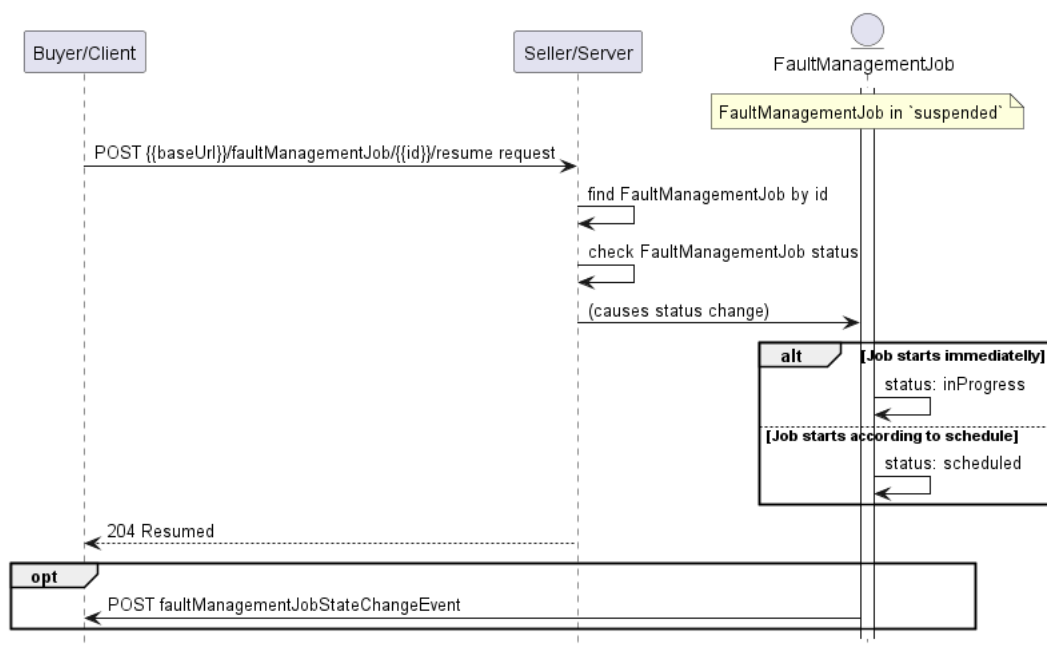 Buyer/Client
Seller/Server
FaultManagementJob
FaultManagementJob in `suspended`
POST {{baseUrl}}/faultManagementJob/{{id}}/resume request
find FaultManagementJob by id
check FaultManagementJob status
(causes status change)
alt
[Job starts immediatelly]
status: inProgress
[Job starts according to schedule]
status: scheduled
204 Resumed
opt
POST faultManagementJobStateChangeEvent